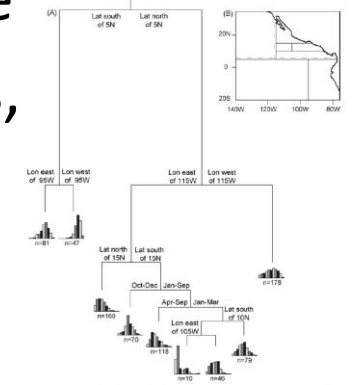 e
,
(A)
Lat south of 5N
Lat north of 5N
(B)
20N
0
20S
140W 120W 100W 80W
Lon east of 95W
Lon west of 95W
n=81
n=47
Lon east of 115W
Lon west of 115W
n=178
Lat north of 15N
Lat south of 15N
n=168
Oct-Dec
Jan-Sep
n=70
Apr-Sep
Jan-Mar
n=118
Lat south of 10N
Lon east of 105W
n=79
n=10
n=46